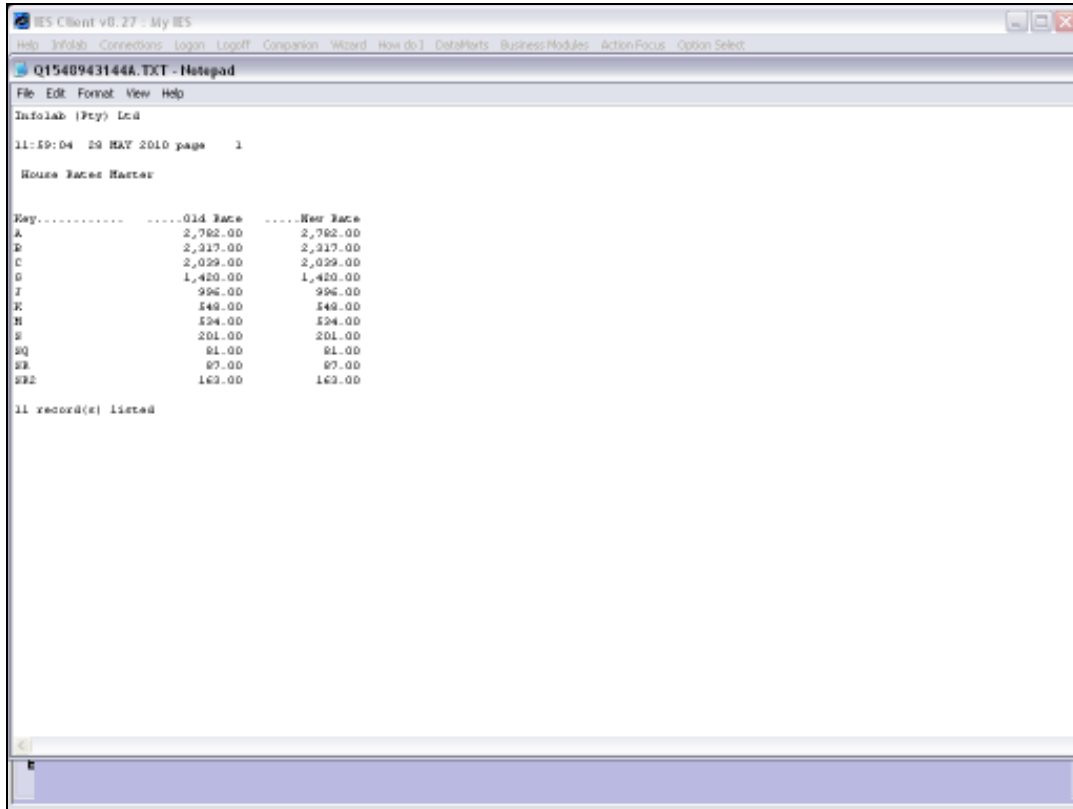 IES Client v8.27 : My IES
Help Infolab Connections Logon Logoff Companion Wizard How do I DataMarts Business Modules Action Focus Option Select
Q1548943144A.TXT - Notepad
File Edit Format View Help
Infolab (Pty) Ltd
11:59:04 28 MAY 2010 page 1
House Rates Master
Key............ .....Old Rate .....New Rate
A 2,782.00 2,782.00
B 2,317.00 2,317.00
C 2,039.00 2,039.00
G 1,420.00 1,420.00
J 996.00 996.00
K 548.00 548.00
M 534.00 534.00
S 201.00 201.00
SQ 81.00 81.00
SR 87.00 87.00
SR2 163.00 163.00
11 record(s) listed